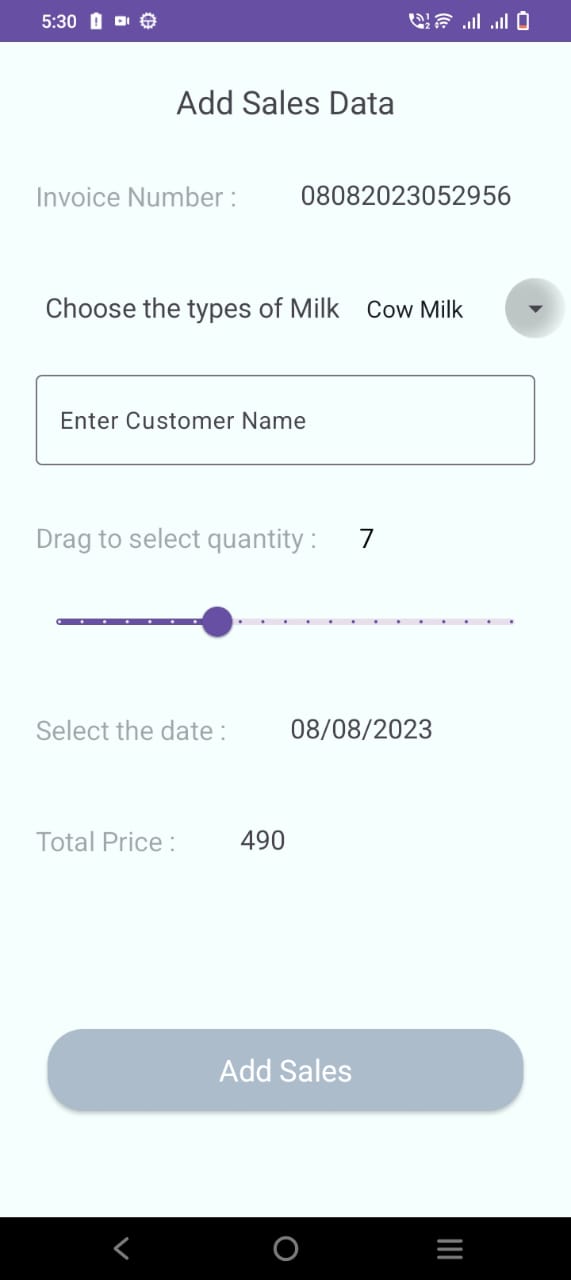 5:30
Add Sales Data
Invoice Number : 08082023052956
Choose the types of Milk Cow Milk
Enter Customer Name
Drag to select quantity : 7
Select the date : 08/08/2023
Total Price : 490
Add Sales